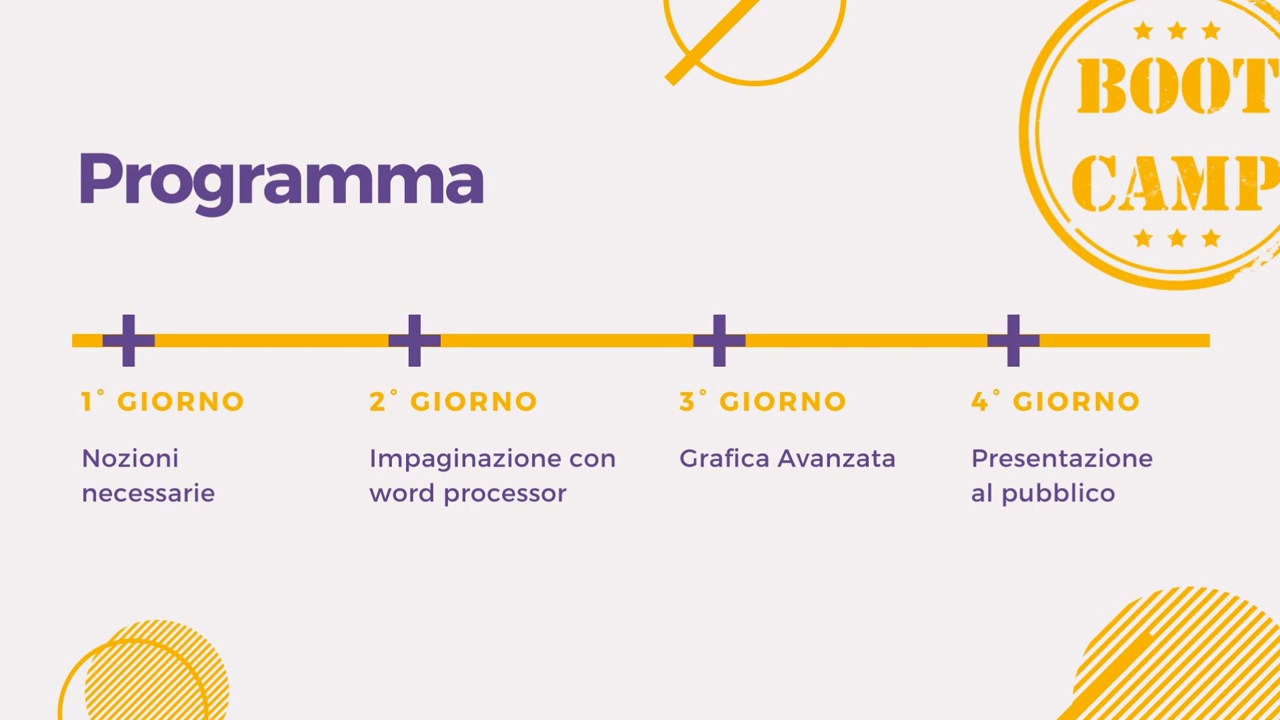 BOOT
CAMP
Programma
1° GIORNO
Nozioni
necessarie
2° GIORNO
Impaginazione con
word processor
3° GIORNO
Grafica Avanzata
4° GIORNO
Presentazione
al pubblico